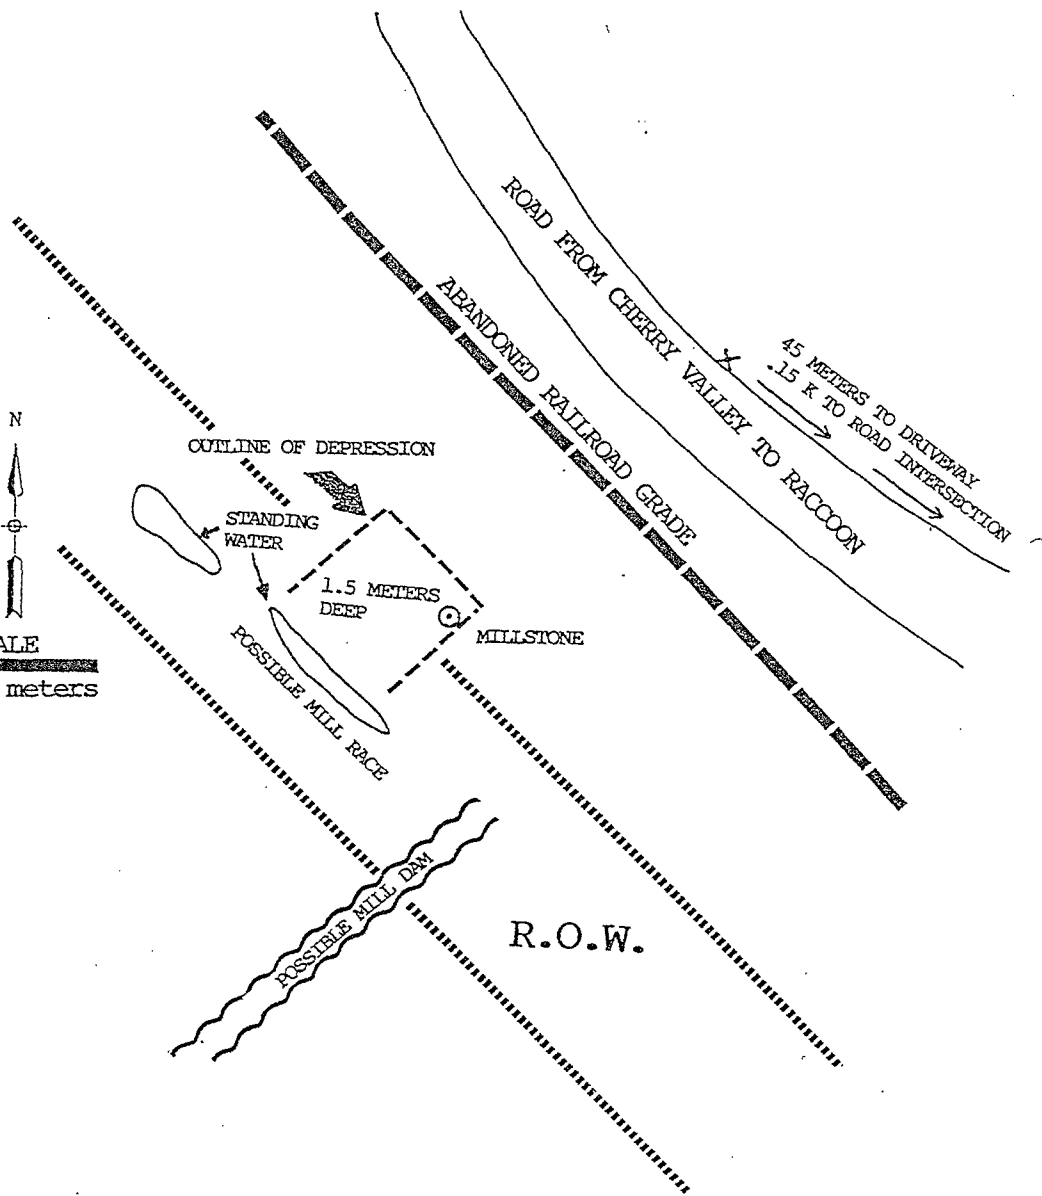 ROAD FROM CHERRY VALLEY TO RACCOON
45 METERS TO DRIVEWAY
.15 K TO ROAD INTERSECTION
ABANDONED RAILROAD GRADE
N
OUTLINE OF DEPRESSION
STANDING
WATER
1.5 METERS
DEEP
MILLSTONE
POSSIBLE MILL RACE
ALE
meters
POSSIBLE MILL DAM
R.O.W.